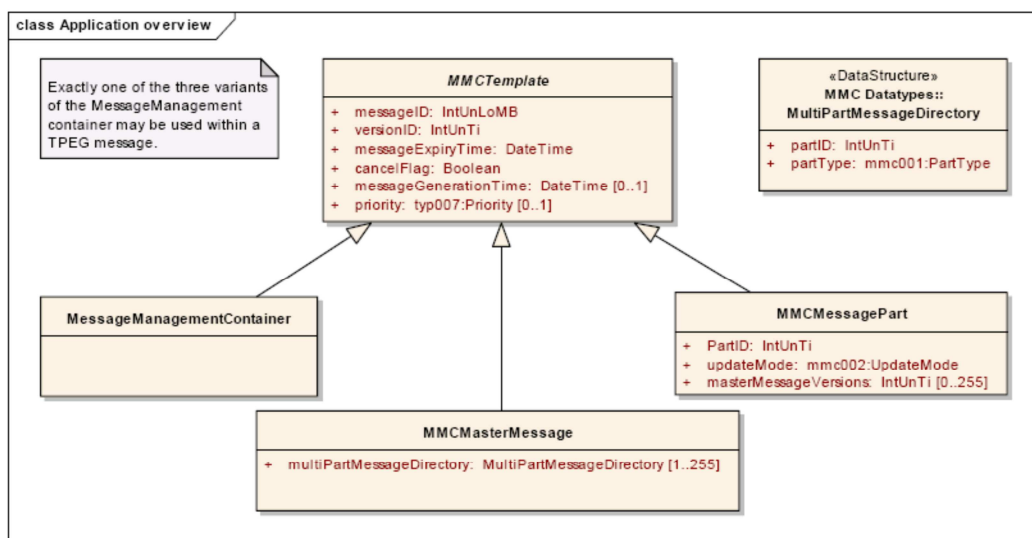 class Application overview
Exactly one of the three variants
of the MessageManagement
container may be used within a
TPEG message.
MMCTemplate
+ messageID: IntUnLoMB
+ versionID: IntUnTi
+ messageExpiryTime: DateTime
+ cancelFlag: Boolean
+ messageGenerationTime: DateTime [0..1]
+ priority: typ007:Priority [0..1]
«DataStructure»
MMC Datatypes::
MultiPartMessageDirectory
+ partID: IntUnTi
+ partType: mmc001:PartType
MessageManagementContainer
MMCMessagePart
+ PartID: IntUnTi
+ updateMode: mmc002:UpdateMode
+ masterMessageVersions: IntUnTi [0..255]
MMCMasterMessage
+ multiPartMessageDirectory: MultiPartMessageDirectory [1..255]